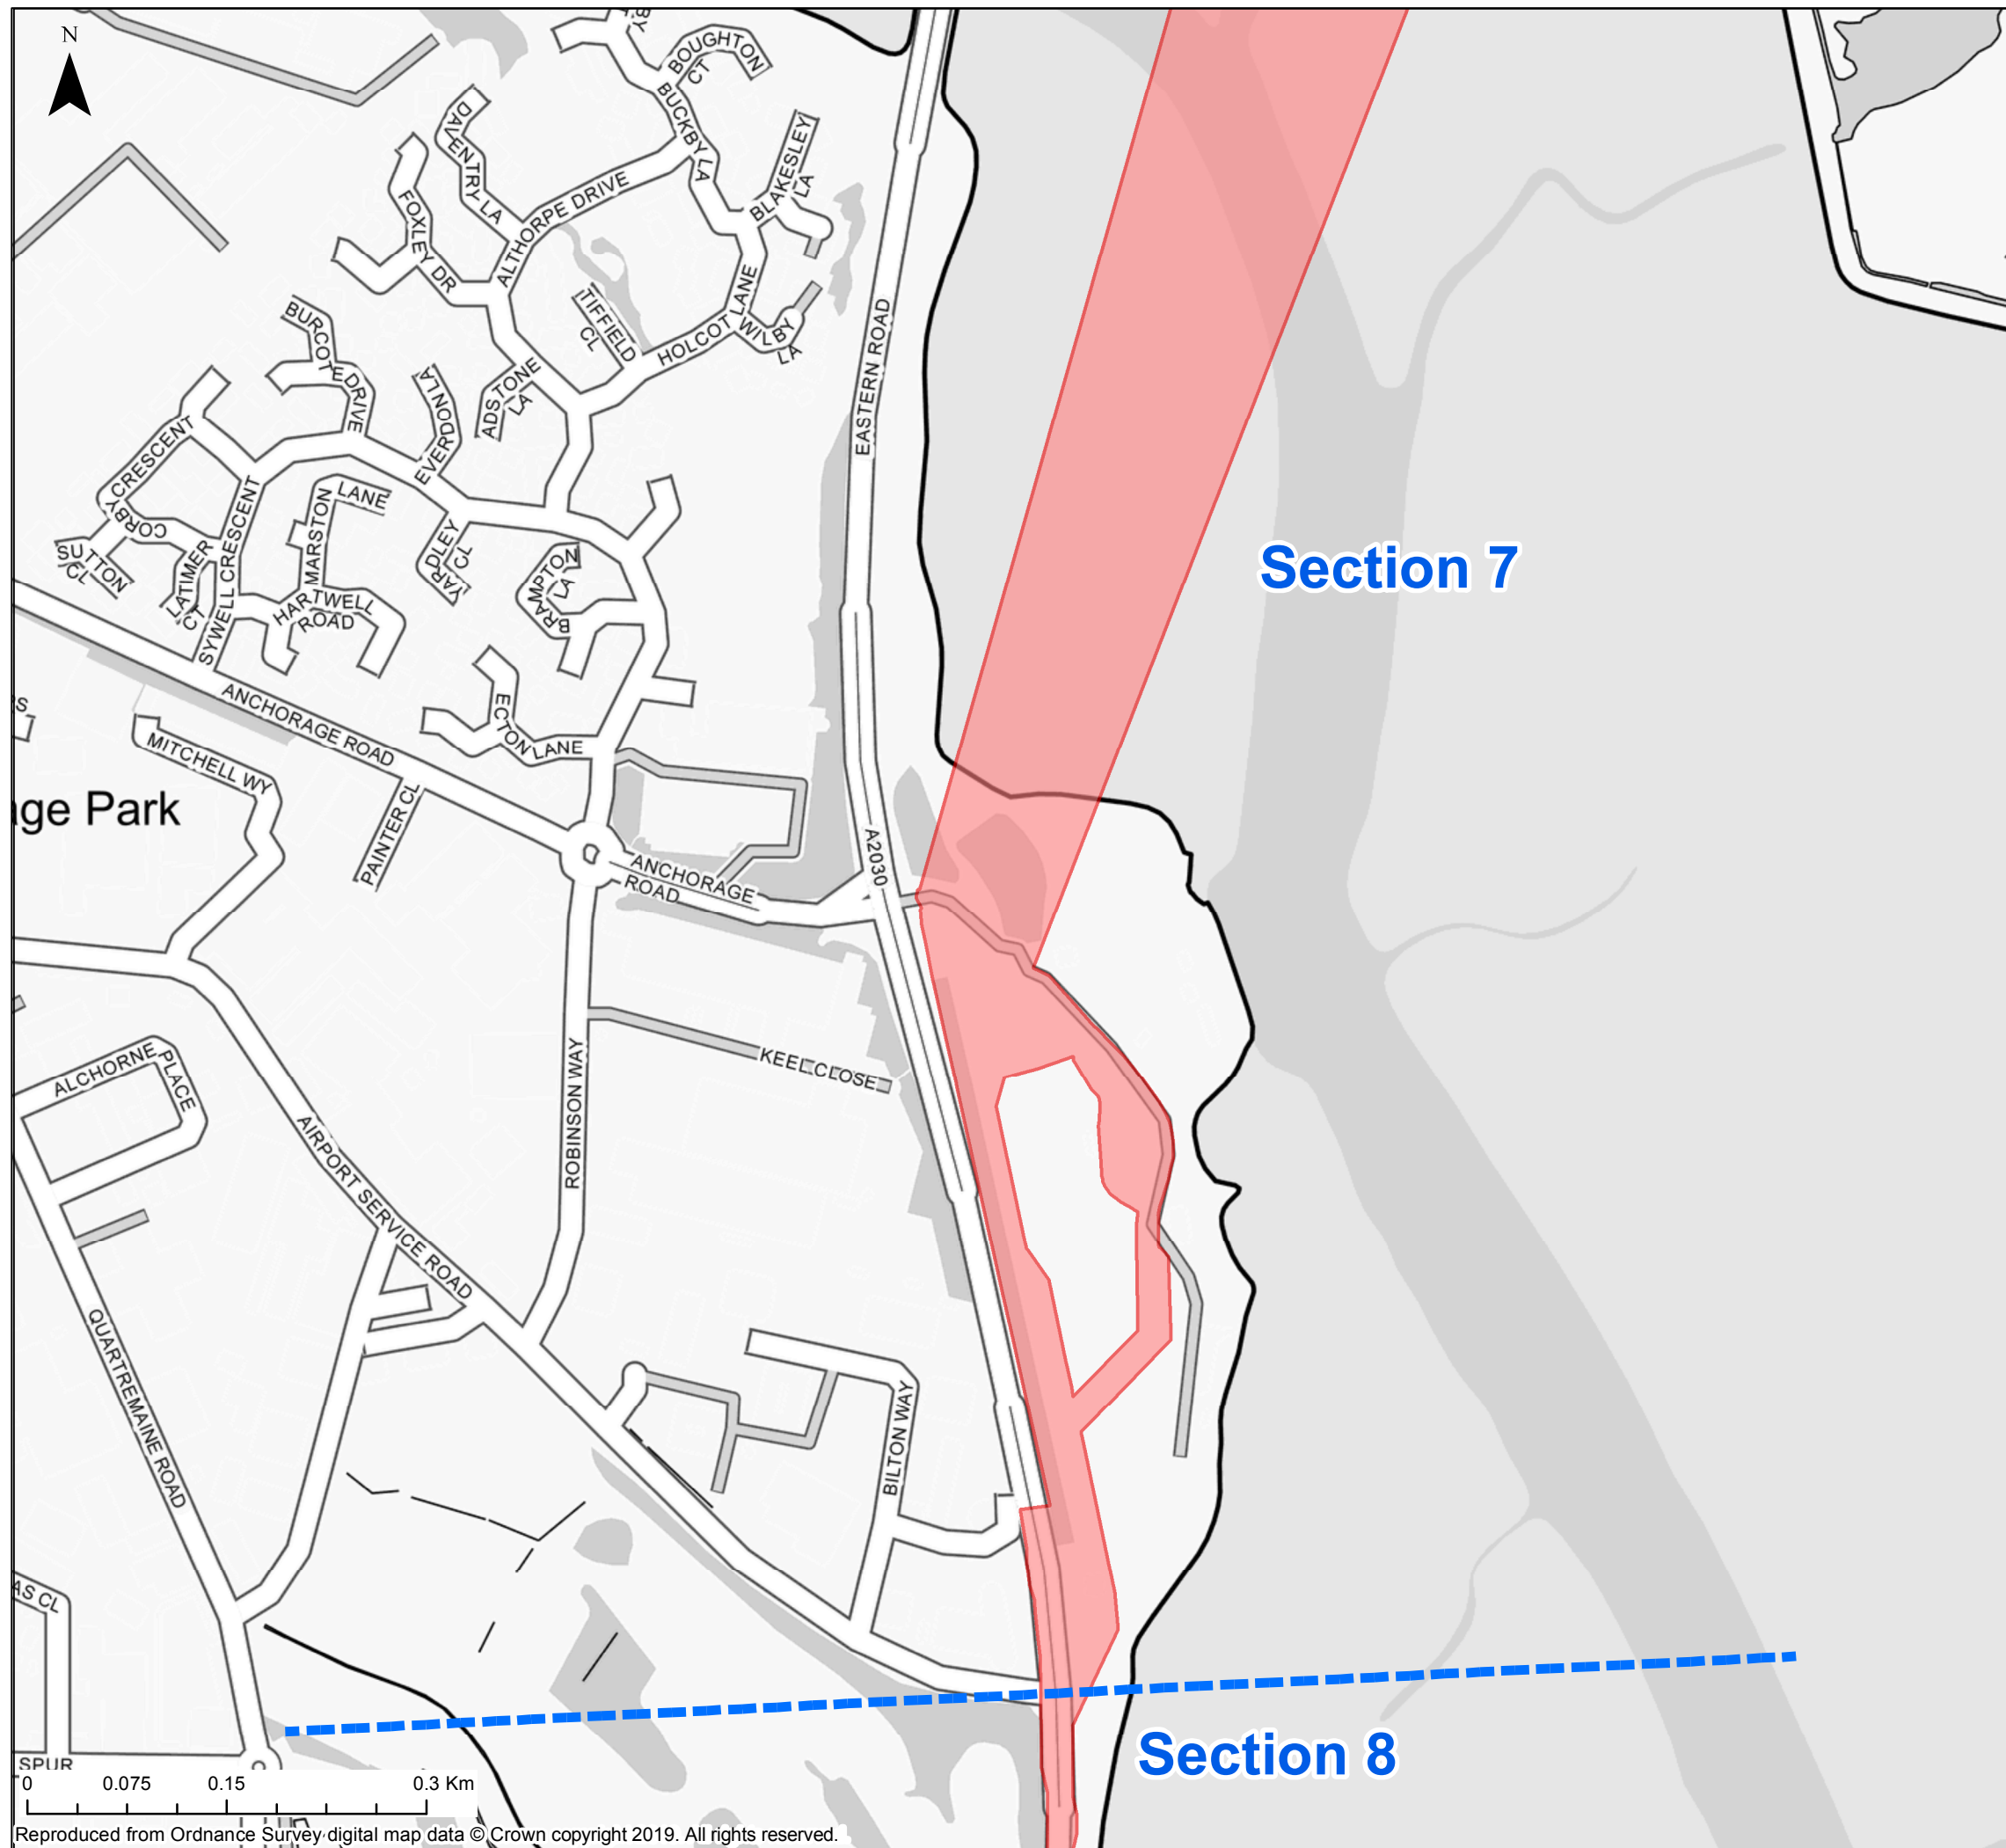 N
BOUGHTON
CT
BUCKBY LA
DAVENTRY LA
BLAKESLEY
LA
FOXLEY DR
ALTHORPE DRIVE
HOLCOT LANE
TIFFIELD
CL
WILBY
LA
EASTERN ROAD
BURCOTE DRIVE
EVERDON LA
ADSTONE
LA
CORBY CRESCENT
CORBY
SUTTON
CL
LATIMER
CT
SYWELL CRESCENT
MARSTON
LANE
HARTWELL
ROAD
YARDLEY
CL
BRAMPTON
LA
Section 7
ECTON LANE
ANCHORAGE ROAD
MITCHELL WY
age Park
PAINTER CL
A2030
ANCHORAGE
ROAD
KEEL CLOSE
ROBINSON WAY
ALCHORNE
PLACE
AIRPORT SERVICE ROAD
QUARTREMAINE ROAD
BILTON WAY
AS CL
SPUR
Section 8
0 0.075 0.15 0.3 Km
Reproduced from Ordnance Survey digital map data © Crown copyright 2019. All rights reserved.